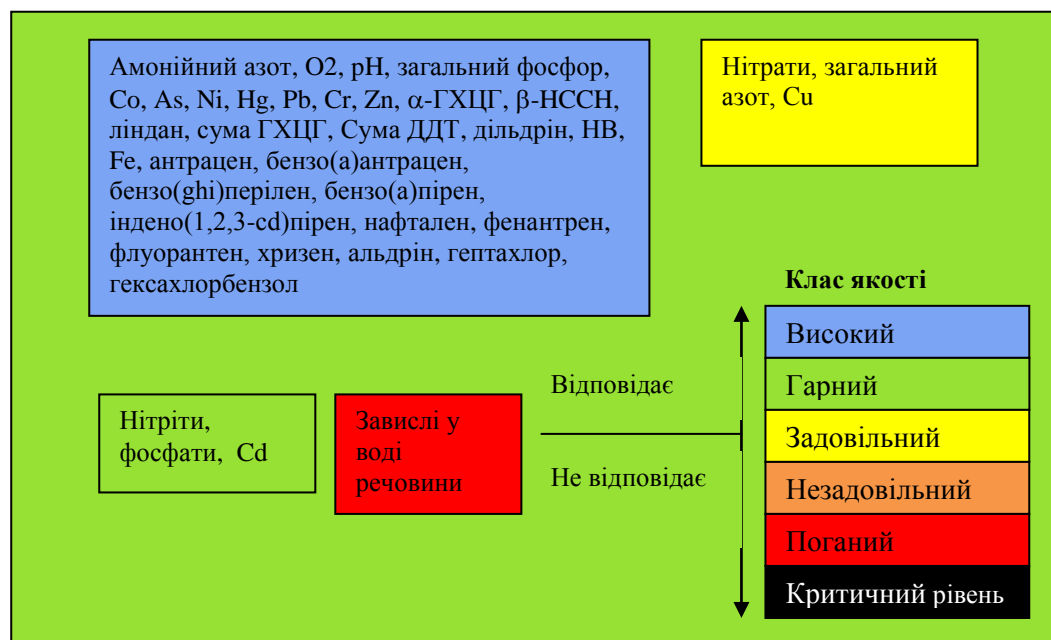 Амонійний азот, O2, pH, загальний фосфор,
Co, As, Ni, Hg, Pb, Cr, Zn, α-ГХЦГ, β-НССН,
ліндан, сума ГХЦГ, Сума ДДТ, дільдрін, НВ,
Fe, антрацен, бензо(а)антрацен,
бензо(ghi)перілен, бензо(а)пірен,
індено(1,2,3-cd)пірен, нафтален, фенантрен,
флуорантен, хризен, альдрін, гептахлор,
гексахлорбензол
Нітрати, загальний
азот, Cu
Нітріти,
фосфати, Cd
Завислі у
воді
речовини
Відповідає
Не відповідає
Клас якості
Високий
Гарний
Задовільний
Незадовільний
Поганий
Критичний рівень